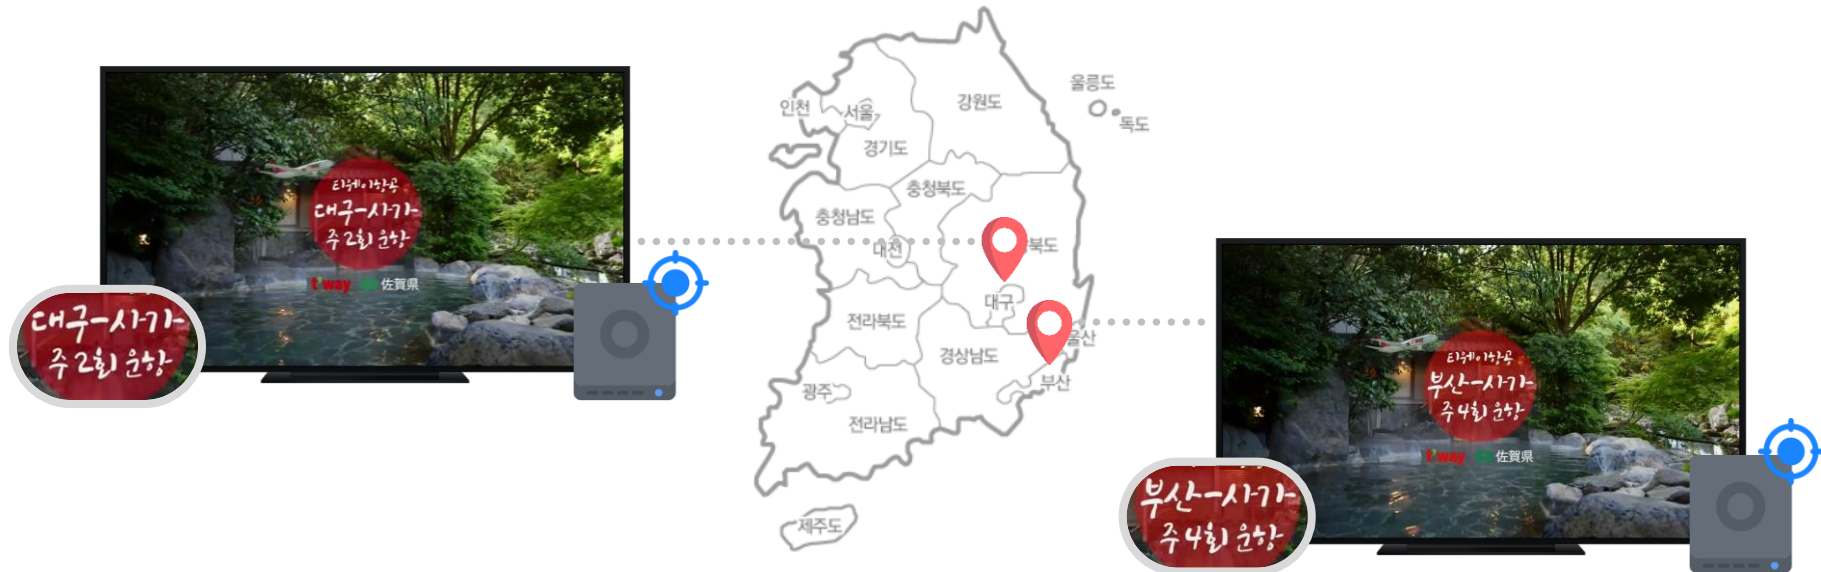 티웨이항공
대구-사가
주 2회 운항
t'way 佐賀県
대구-사가
주 2회 운항
인천
서울
경기도
강원도
울릉도
독도
충청북도
충청남도
대전
북도
대구
전라북도
경상남도
울산
부산
광주
전라남도
제주도
티웨이항공
부산-사가
주 4회 운항
t'way 佐賀県
부산-사가
주 4회 운항